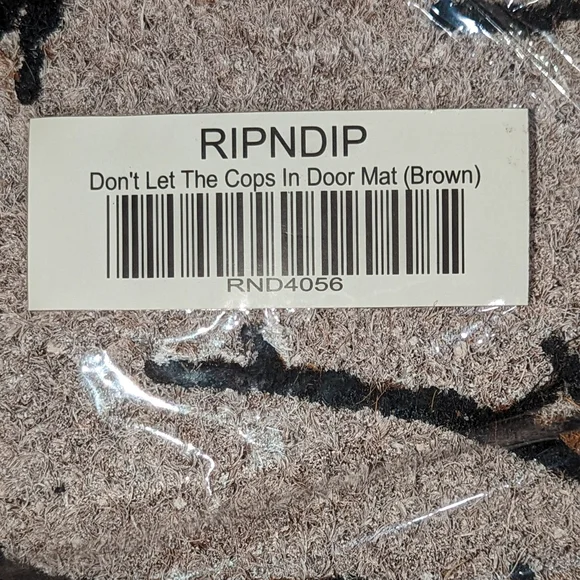 RIPNDIP
Don't Let The Cops In Door Mat (Brown)
RND4056